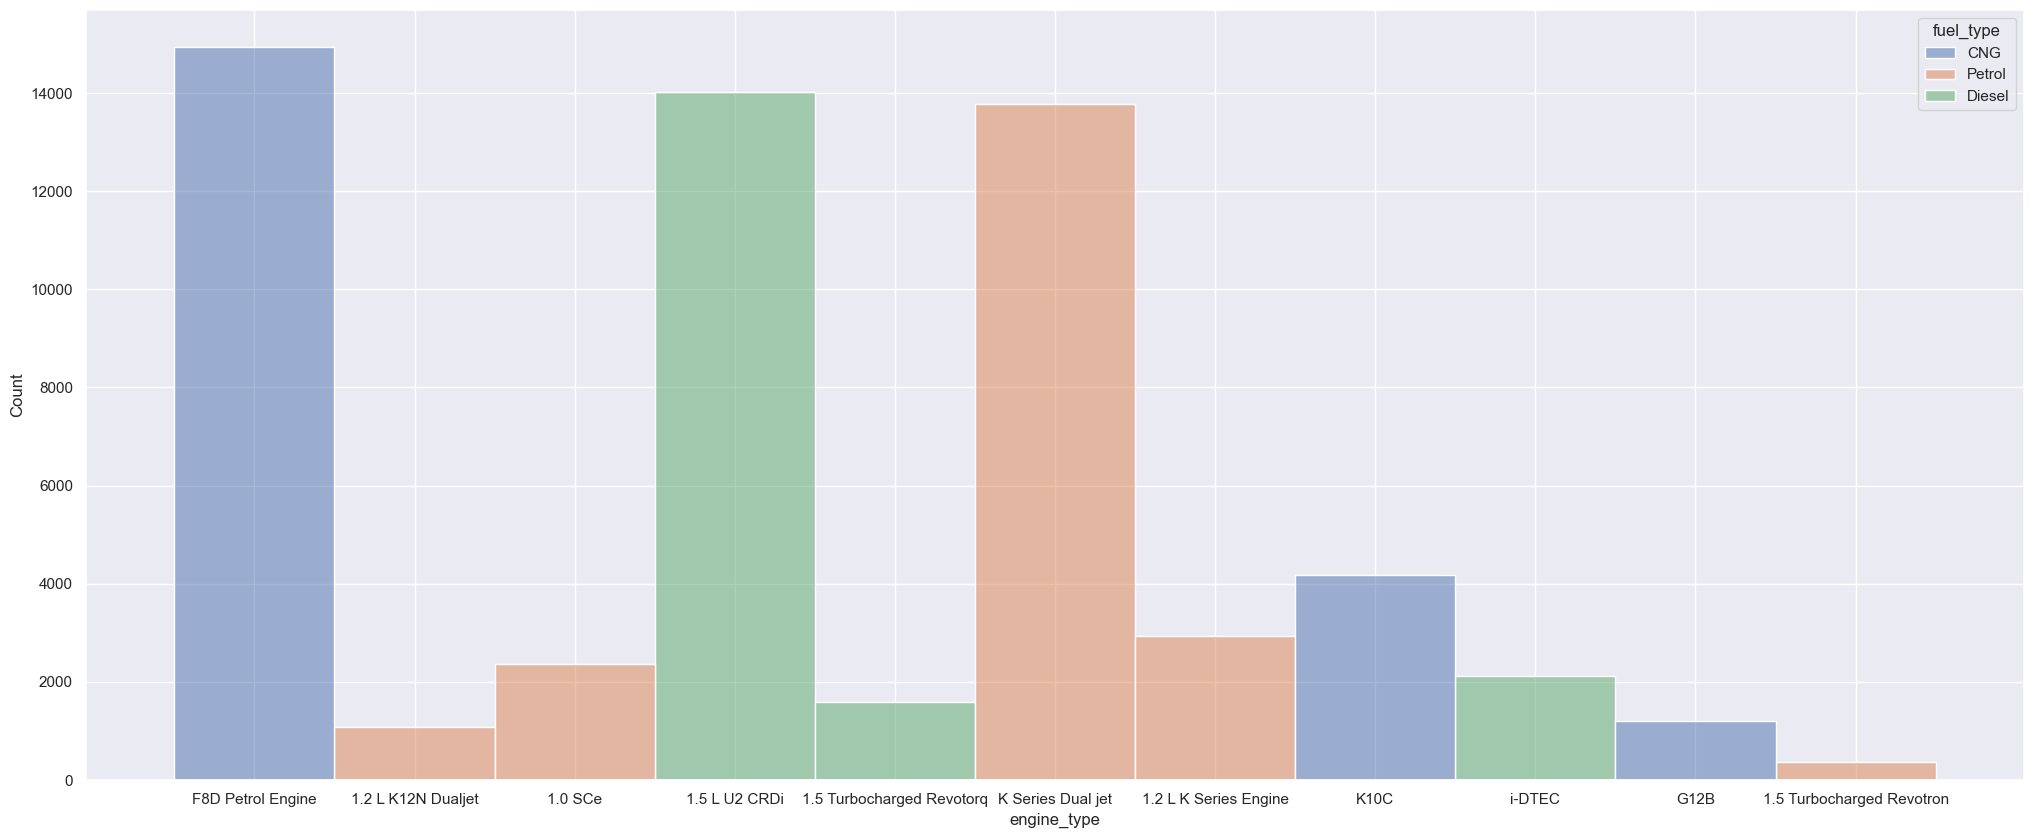 fuel_type
CNG
Petrol
Diesel
14000
12000
10000
8000
6000
4000
2000
0
Count
F8D Petrol Engine 1.2 L K12N Dualjet 1.0 SCe 1.5 L U2 CRDi 1.5 Turbocharged Revotorq K Series Dual jet 1.2 L K Series Engine K10C i-DTEC G12B 1.5 Turbocharged Revotron
engine_type